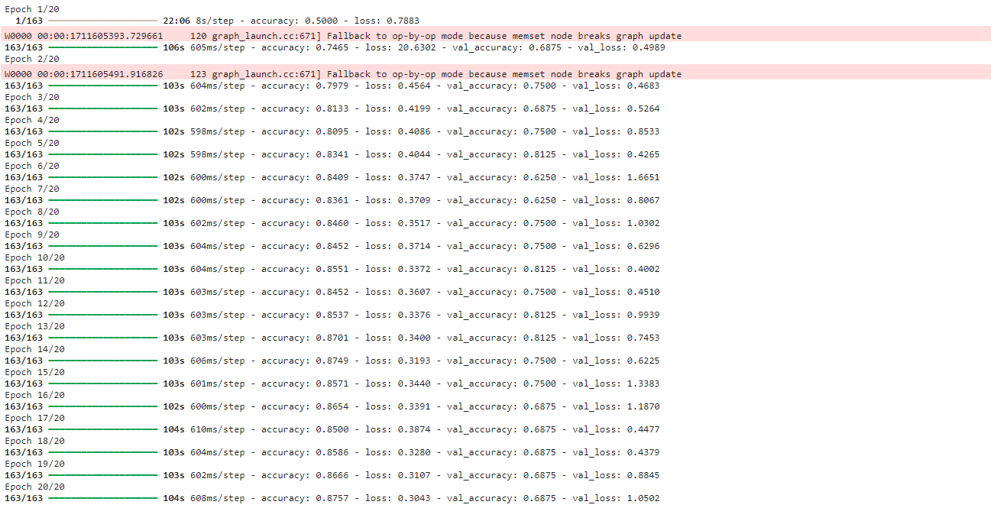 Epoch 1/20
1/163 22:06 8s/step - accuracy: 0.5000 - loss: 0.7883
W0000 00:00:1711605393.729661 120 graph_launch.cc:671] Fallback to op-by-op mode because memset node breaks graph update
163/163 106s 605ms/step - accuracy: 0.7465 - loss: 20.6302 - val_accuracy: 0.6875 - val_loss: 0.4989
Epoch 2/20
W0000 00:00:1711605491.916826 123 graph_launch.cc:671] Fallback to op-by-op mode because memset node breaks graph update
163/163 103s 604ms/step - accuracy: 0.7979 - loss: 0.4564 - val_accuracy: 0.7500 - val_loss: 0.4683
Epoch 3/20
163/163 103s 602ms/step - accuracy: 0.8133 - loss: 0.4199 - val_accuracy: 0.6875 - val_loss: 0.5264
Epoch 4/20
163/163 102s 598ms/step - accuracy: 0.8095 - loss: 0.4086 - val_accuracy: 0.7500 - val_loss: 0.8533
Epoch 5/20
163/163 102s 598ms/step - accuracy: 0.8341 - loss: 0.4044 - val_accuracy: 0.8125 - val_loss: 0.4265
Epoch 6/20
163/163 102s 600ms/step - accuracy: 0.8409 - loss: 0.3747 - val_accuracy: 0.6250 - val_loss: 1.6651
Epoch 7/20
163/163 102s 600ms/step - accuracy: 0.8361 - loss: 0.3709 - val_accuracy: 0.6250 - val_loss: 0.8067
Epoch 8/20
163/163 103s 602ms/step - accuracy: 0.8460 - loss: 0.3517 - val_accuracy: 0.7500 - val_loss: 1.0302
Epoch 9/20
163/163 103s 604ms/step - accuracy: 0.8452 - loss: 0.3714 - val_accuracy: 0.7500 - val_loss: 0.6296
Epoch 10/20
163/163 103s 604ms/step - accuracy: 0.8551 - loss: 0.3372 - val_accuracy: 0.8125 - val_loss: 0.4002
Epoch 11/20
163/163 103s 603ms/step - accuracy: 0.8452 - loss: 0.3607 - val_accuracy: 0.7500 - val_loss: 0.4510
Epoch 12/20
163/163 103s 603ms/step - accuracy: 0.8537 - loss: 0.3376 - val_accuracy: 0.8125 - val_loss: 0.9939
Epoch 13/20
163/163 103s 603ms/step - accuracy: 0.8701 - loss: 0.3400 - val_accuracy: 0.8125 - val_loss: 0.7453
Epoch 14/20
163/163 103s 606ms/step - accuracy: 0.8749 - loss: 0.3193 - val_accuracy: 0.7500 - val_loss: 0.6225
Epoch 15/20
163/163 103s 601ms/step - accuracy: 0.8571 - loss: 0.3440 - val_accuracy: 0.7500 - val_loss: 1.3383
Epoch 16/20
163/163 102s 600ms/step - accuracy: 0.8654 - loss: 0.3391 - val_accuracy: 0.6875 - val_loss: 1.1870
Epoch 17/20
163/163 104s 610ms/step - accuracy: 0.8500 - loss: 0.3874 - val_accuracy: 0.6875 - val_loss: 0.4477
Epoch 18/20
163/163 103s 604ms/step - accuracy: 0.8586 - loss: 0.3280 - val_accuracy: 0.6875 - val_loss: 0.4379
Epoch 19/20
163/163 103s 602ms/step - accuracy: 0.8666 - loss: 0.3107 - val_accuracy: 0.6875 - val_loss: 0.8845
Epoch 20/20
163/163 104s 608ms/step - accuracy: 0.8757 - loss: 0.3043 - val_accuracy: 0.6875 - val_loss: 1.0502